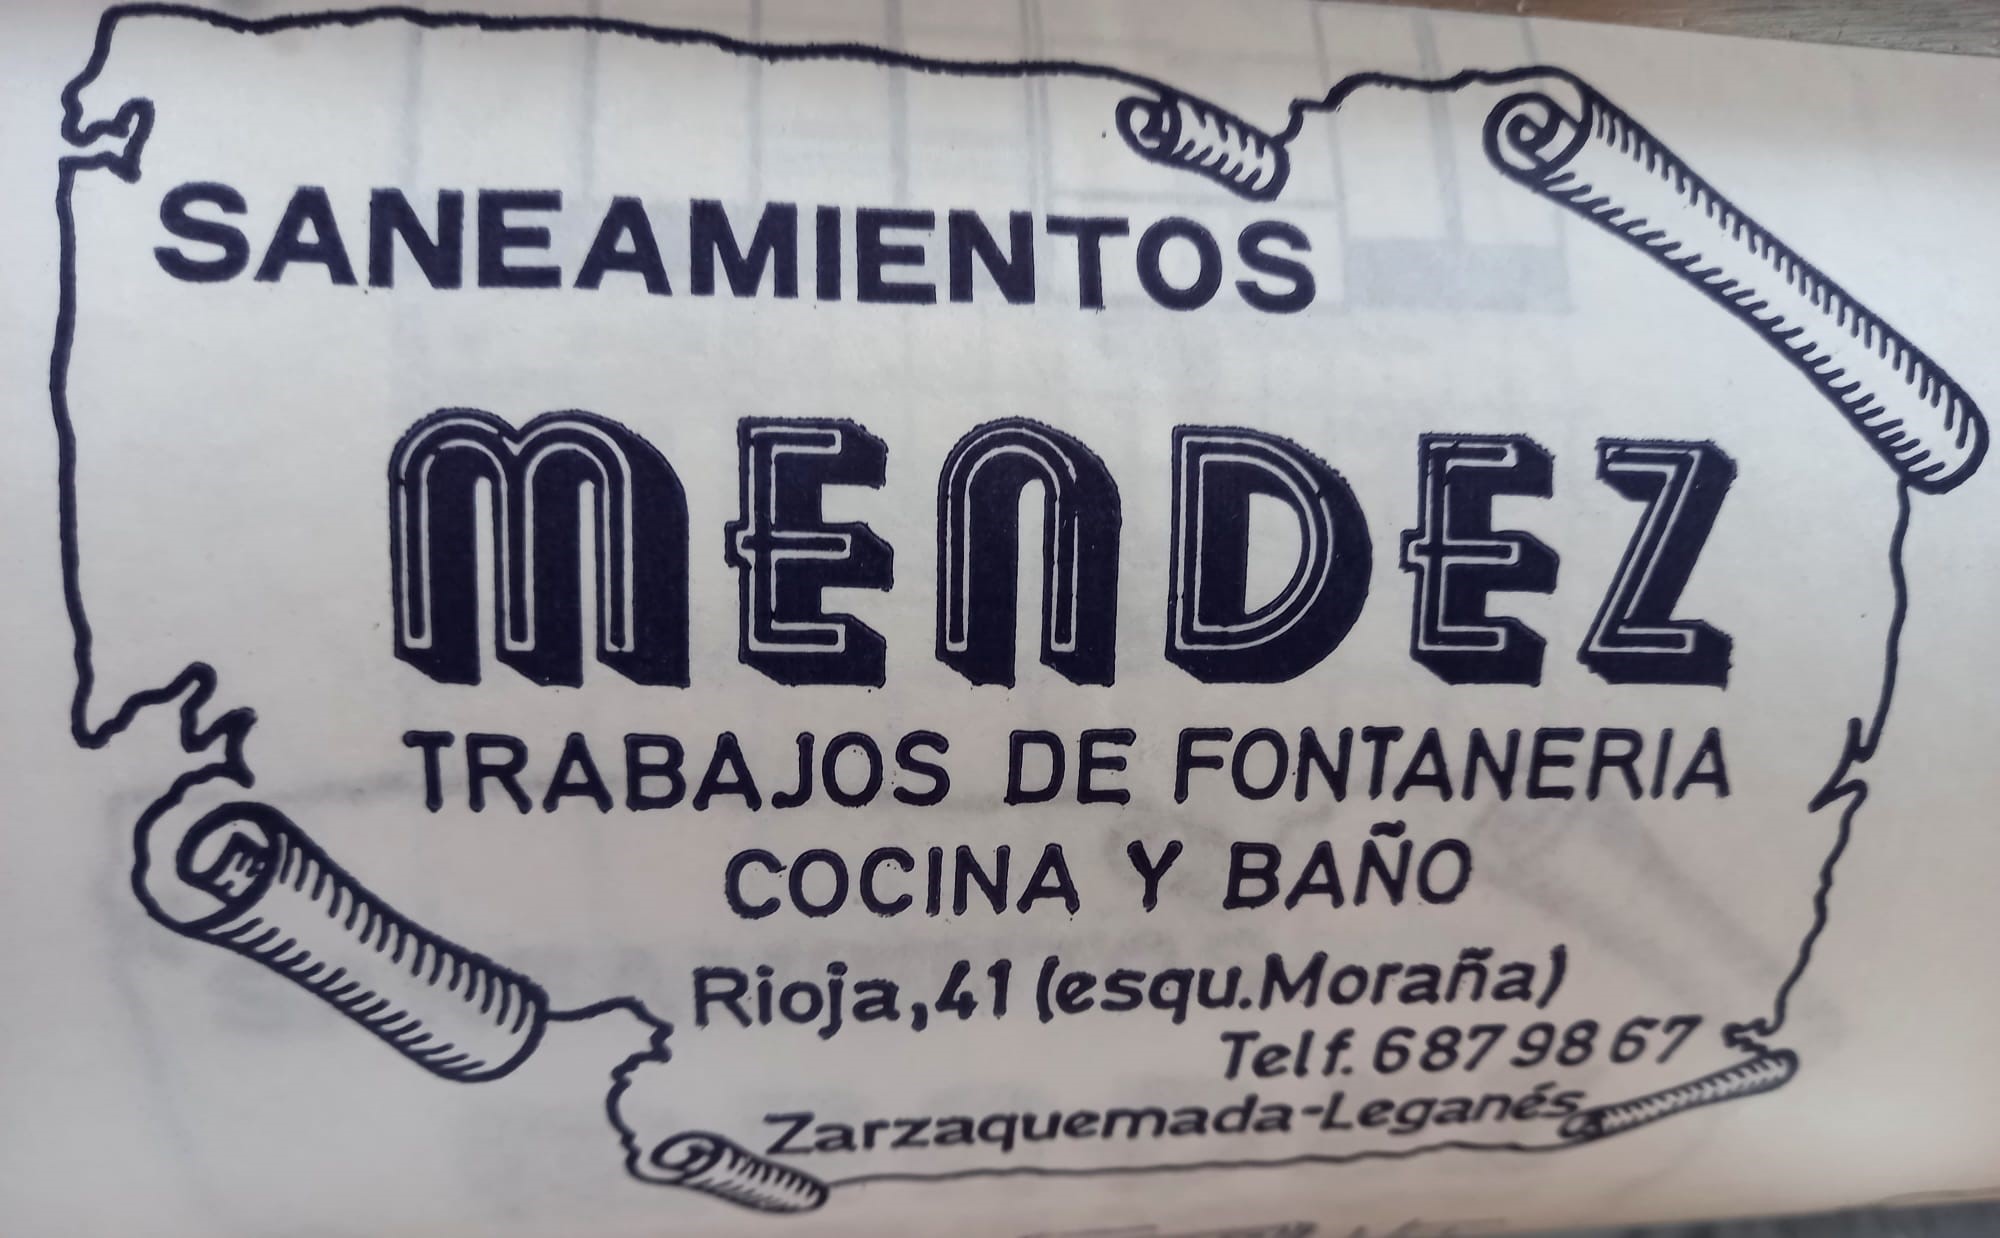 SANEAMIENTOS
MENDEZ
TRABAJOS DE FONTANERIA
COCINA Y BAÑO
Rioja, 41 (esqu. Moraña)
Telf. 687 98 67
Zarzaquemada-Leganés